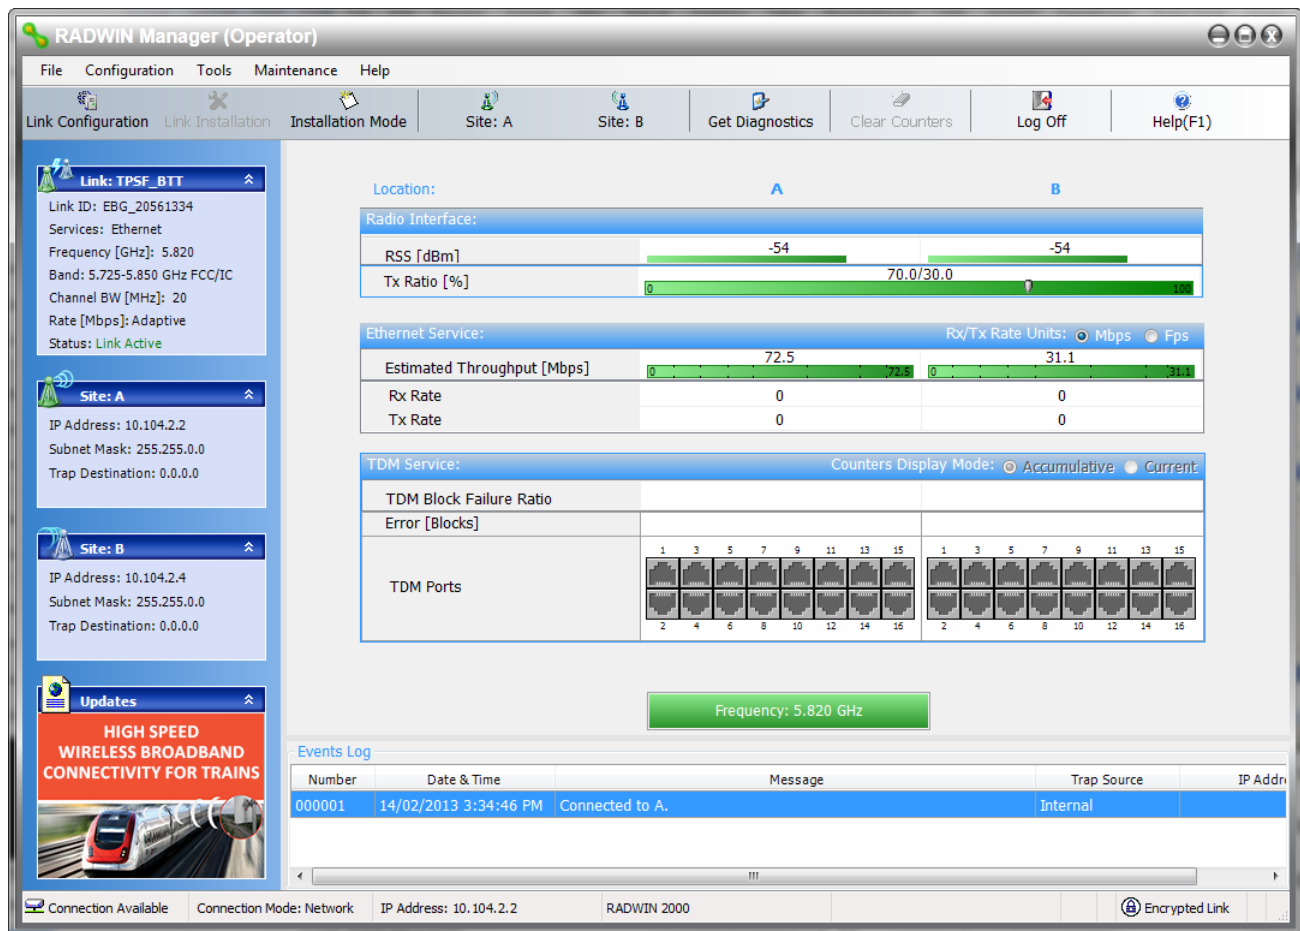 RADWIN Manager (Operator)
File Configuration Tools Maintenance Help
Link Configuration Link Installation Installation Mode Site: A Site: B Get Diagnostics Clear Counters Log Off Help(F1)
Link: TPSF_BTT
Link ID: EBG_20561334
Services: Ethernet
Frequency [GHz]: 5.820
Band: 5.725-5.850 GHz FCC/IC
Channel BW [MHz]: 20
Rate [Mbps]: Adaptive
Status: Link Active
Site: A
IP Address: 10.104.2.2
Subnet Mask: 255.255.0.0
Trap Destination: 0.0.0.0
Site: B
IP Address: 10.104.2.4
Subnet Mask: 255.255.0.0
Trap Destination: 0.0.0.0
Updates
HIGH SPEED
WIRELESS BROADBAND
CONNECTIVITY FOR TRAINS
Location: A B
Radio Interface:
RSS [dBm] -54 -54
Tx Ratio [%] 70.0/30.0
0 100
Ethernet Service: Rx/Tx Rate Units: Mbps Fps
Estimated Throughput [Mbps] 72.5 31.1
0 72.5 0 31.1
Rx Rate 0 0
Tx Rate 0 0
TDM Service: Counters Display Mode: Accumulative Current
TDM Block Failure Ratio
Error [Blocks]
1 3 5 7 9 11 13 15 1 3 5 7 9 11 13 15
TDM Ports
2 4 6 8 10 12 14 16 2 4 6 8 10 12 14 16
Frequency: 5.820 GHz
Events Log
Number Date & Time Message Trap Source IP Addr
000001 14/02/2013 3:34:46 PM Connected to A. Internal
Connection Available Connection Mode: Network IP Address: 10.104.2.2 RADWIN 2000 Encrypted Link